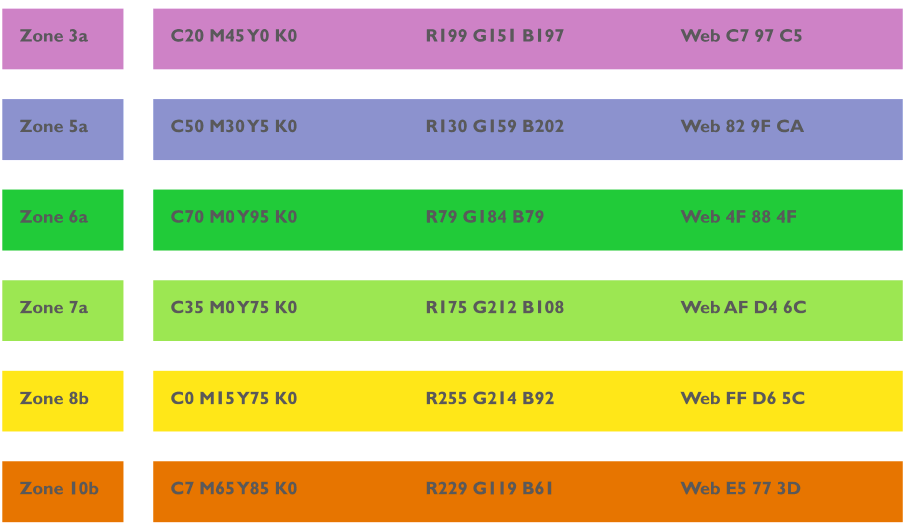 Zone 3a C20 M45 Y0 K0 R199 G151 B197 Web C7 97 C5
Zone 5a C50 M30 Y5 K0 R130 G159 B202 Web 82 9F CA
Zone 6a C70 M0 Y95 K0 R79 G184 B79 Web 4F 88 4F
Zone 7a C35 M0 Y75 K0 R175 G212 B108 Web AF D4 6C
Zone 8b C0 M15 Y75 K0 R255 G214 B92 Web FF D6 5C
Zone 10b C7 M65 Y85 K0 R229 G119 B61 Web E5 77 3D